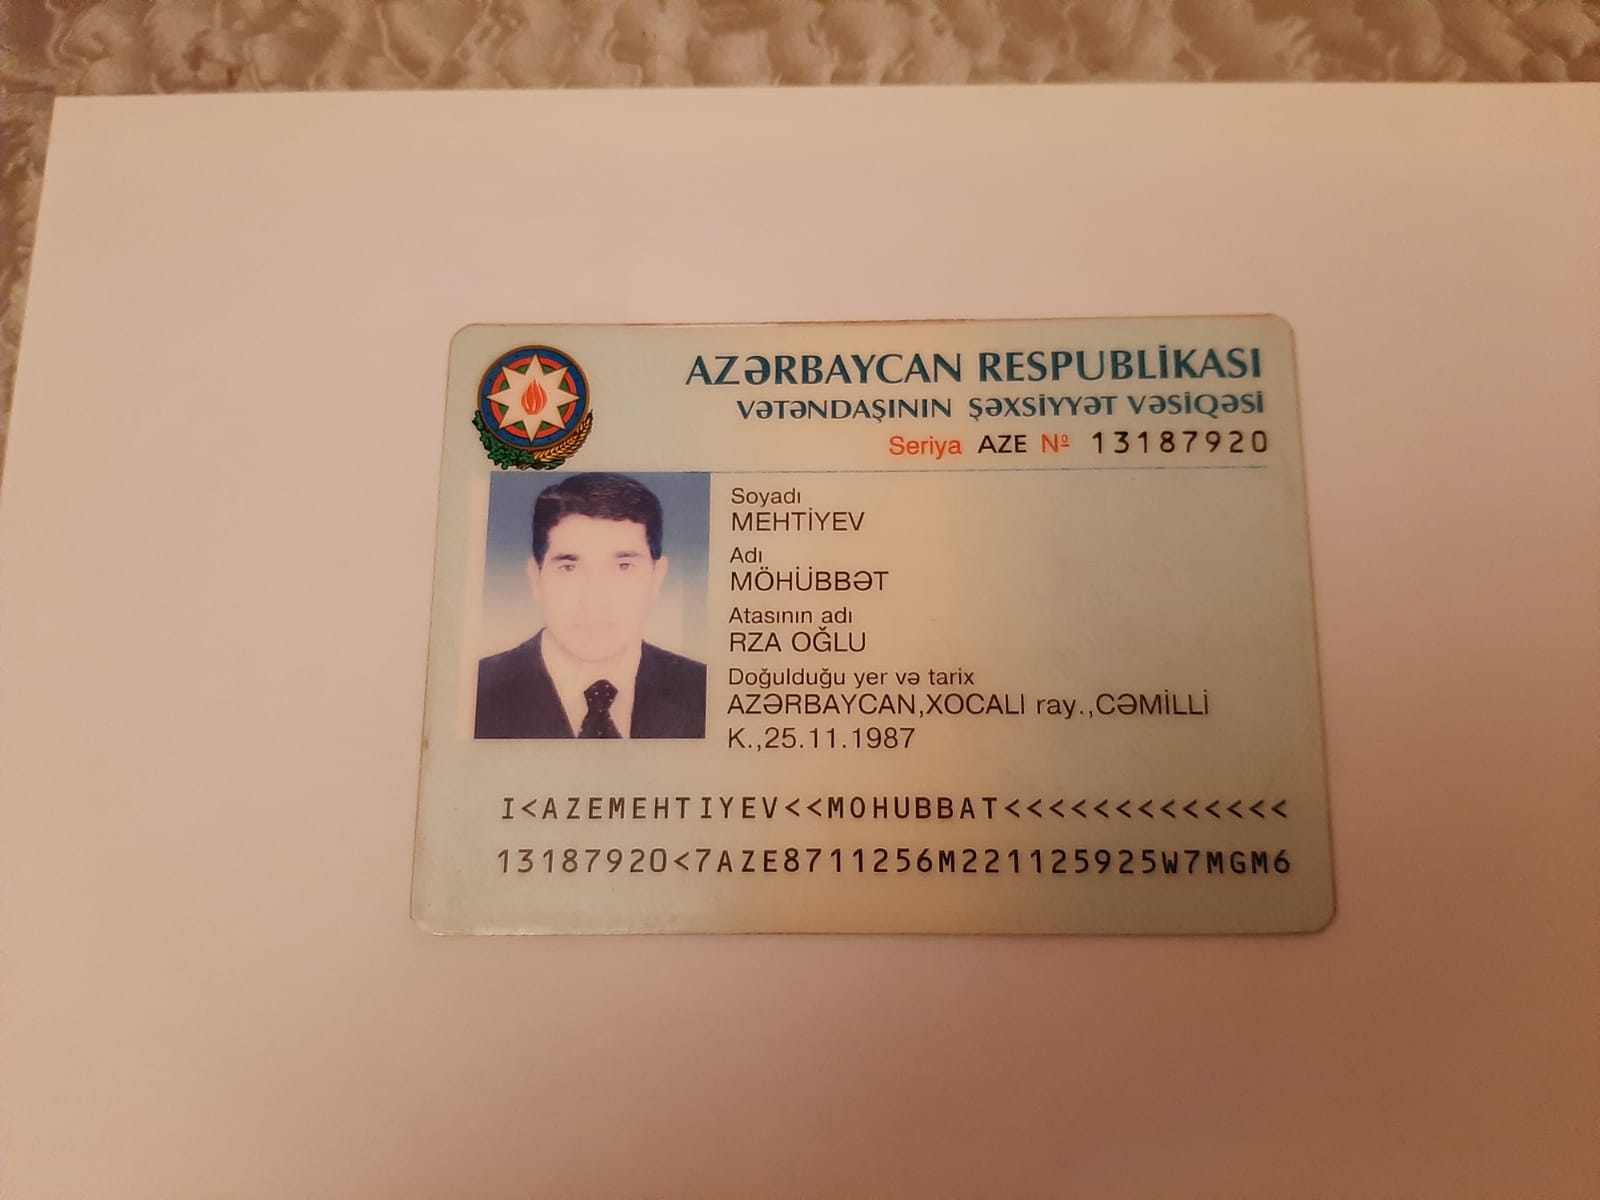 AZƏRBAYCAN RESPUBLİKASI
VƏTƏNDAŞININ ŞƏXSİYYƏT VƏSİQƏSİ
Seriya AZE № 13187920
Soyadı
MEHTİYEV
Adı
MÖHÜBBƏT
Atasının adı
RZA OĞLU
Doğulduğu yer və tarix
AZƏRBAYCAN,XOCALI ray.,CƏMİLLİ
K.,25.11.1987
I<AZEMEHTIYEV<<MOHUBBAT<<<<<<<<<<<<<
13187920<7AZE8711256M221125925W7MGM6